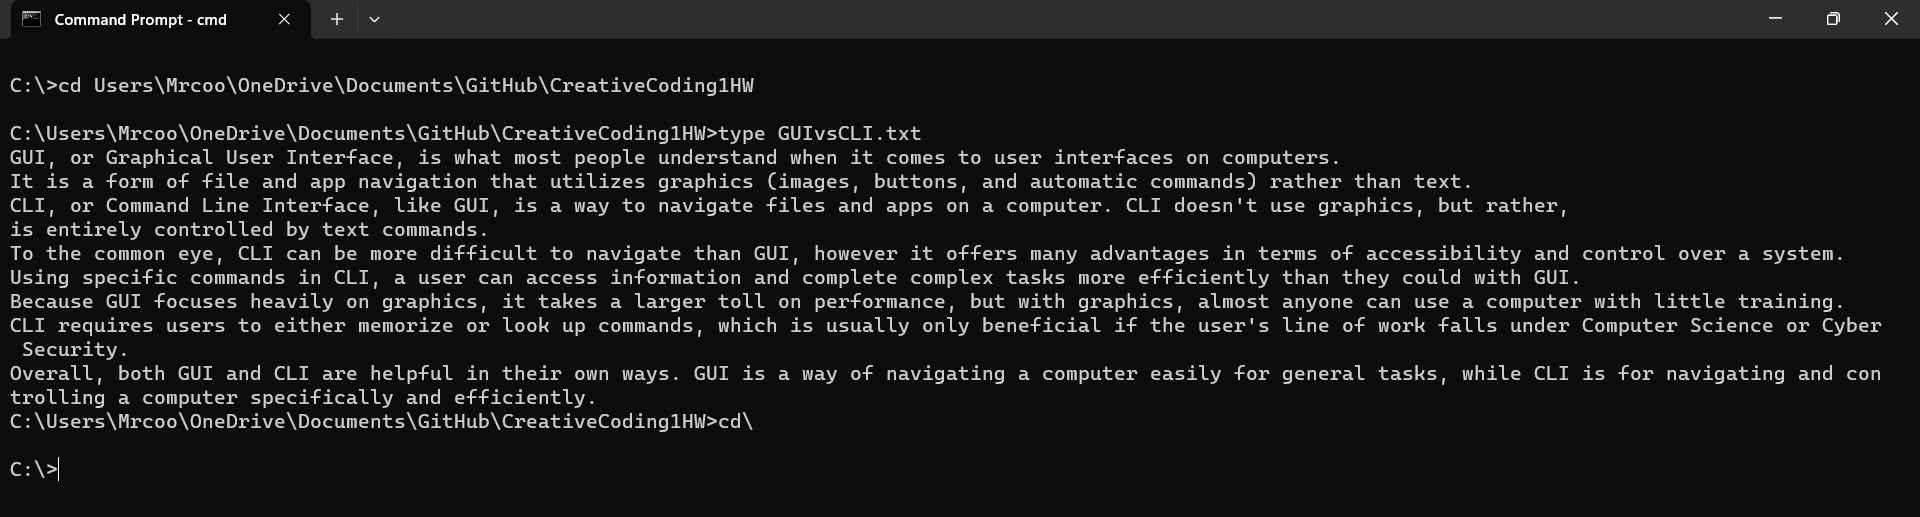 Command Prompt - cmd
C:\>cd Users\Mrcoo\OneDrive\Documents\GitHub\CreativeCoding1HW
C:\Users\Mrcoo\OneDrive\Documents\GitHub\CreativeCoding1HW>type GUIvsCLI.txt
GUI, or Graphical User Interface, is what most people understand when it comes to user interfaces on computers.
It is a form of file and app navigation that utilizes graphics (images, buttons, and automatic commands) rather than text.
CLI, or Command Line Interface, like GUI, is a way to navigate files and apps on a computer. CLI doesn't use graphics, but rather,
is entirely controlled by text commands.
To the common eye, CLI can be more difficult to navigate than GUI, however it offers many advantages in terms of accessibility and control over a system.
Using specific commands in CLI, a user can access information and complete complex tasks more efficiently than they could with GUI.
Because GUI focuses heavily on graphics, it takes a larger toll on performance, but with graphics, almost anyone can use a computer with little training.
CLI requires users to either memorize or look up commands, which is usually only beneficial if the user's line of work falls under Computer Science or Cyber
 Security.
Overall, both GUI and CLI are helpful in their own ways. GUI is a way of navigating a computer easily for general tasks, while CLI is for navigating and con
trolling a computer specifically and efficiently.
C:\Users\Mrcoo\OneDrive\Documents\GitHub\CreativeCoding1HW>cd\
C:\>